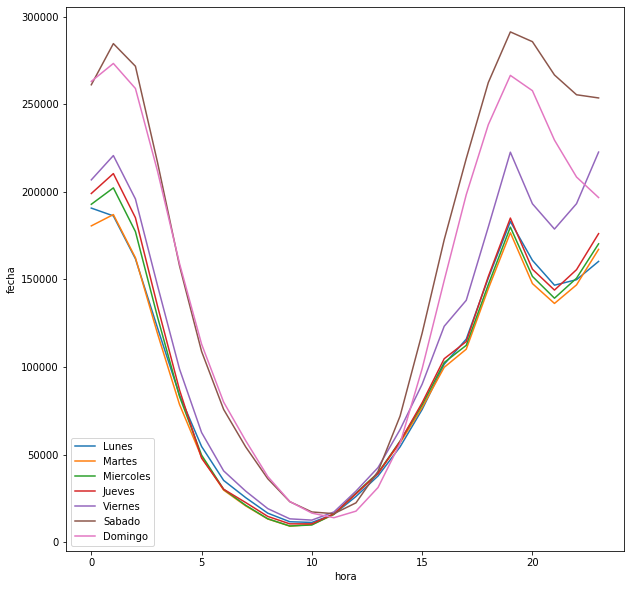 300000
250000
200000
150000
100000
50000
0
fecha
Lunes
Martes
Miercoles
Jueves
Viernes
Sabado
Domingo
0 5 10 15 20
hora